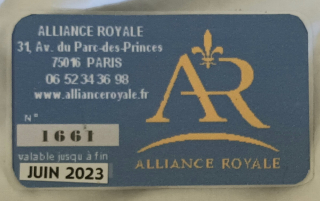 ALLIANCE ROYALE
31, Av. du Parc-des-Princes
75016 PARIS
06 52 34 36 98
www.allianceroyale.fr
N°
1661
valable jusqu'à fin
JUIN 2023
AR
ALLIANCE ROYALE